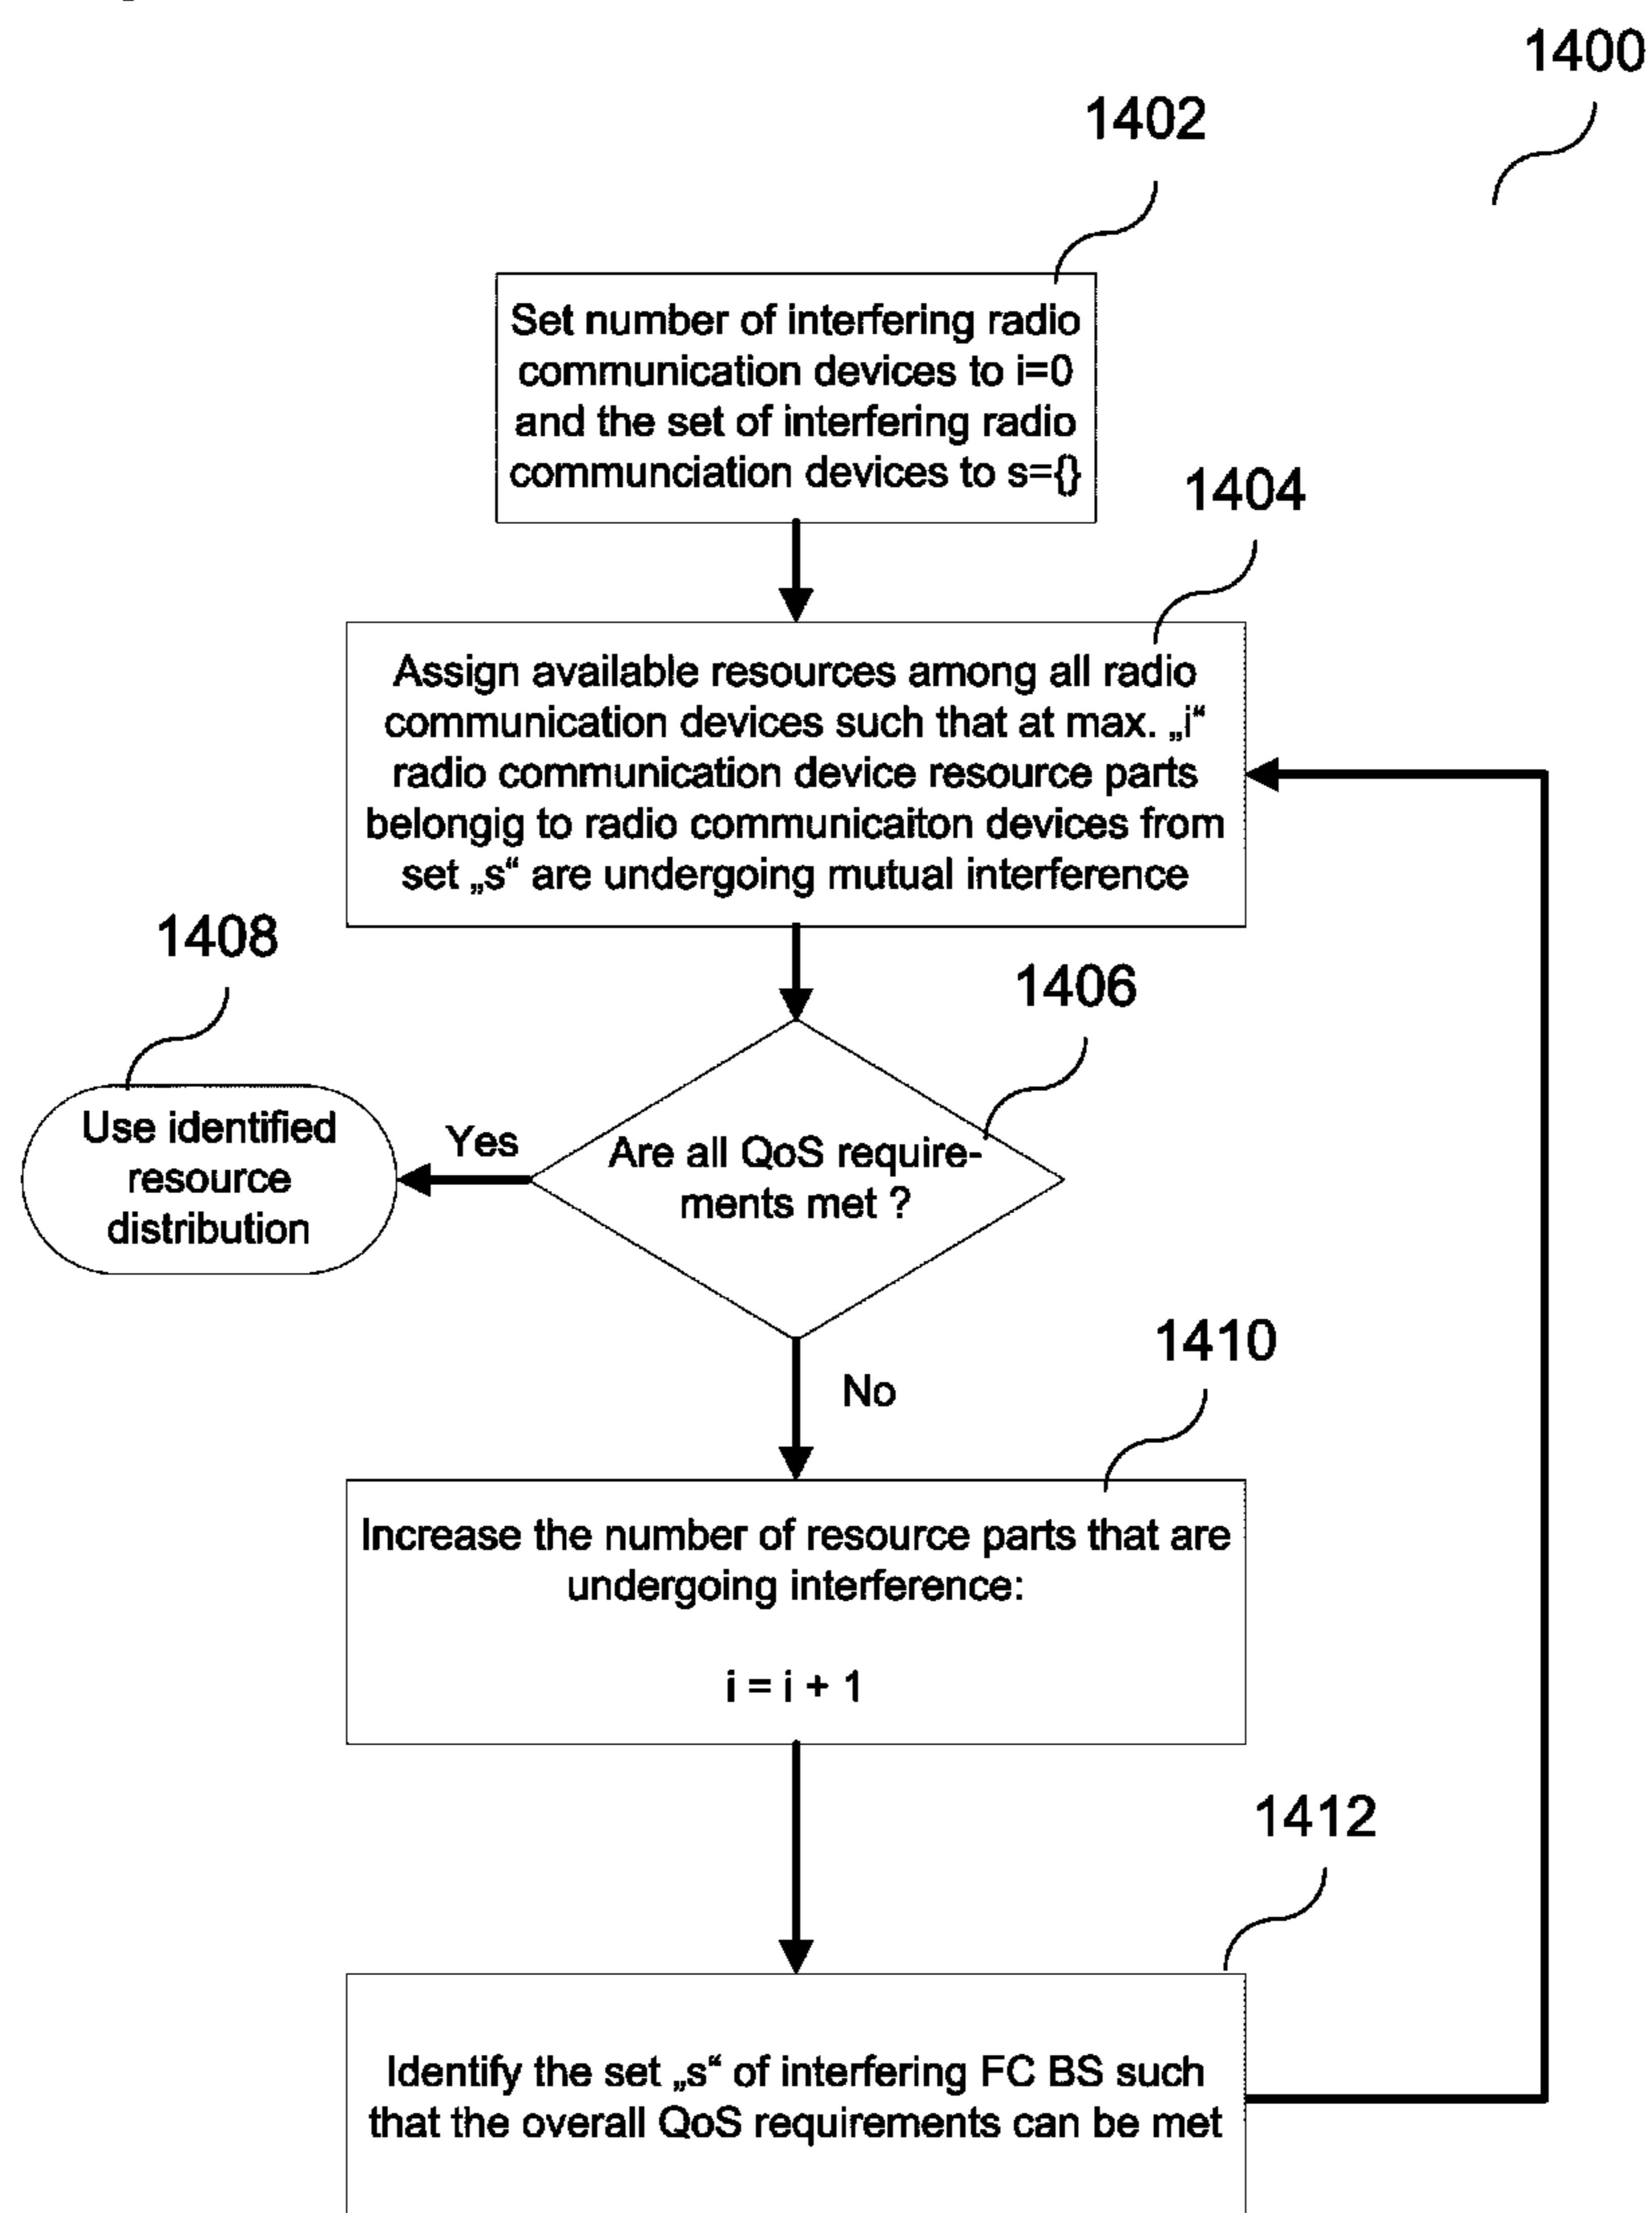 1400
1402
Set number of interfering radio
communication devices to i=0
and the set of interfering radio
communciation devices to s={}
1404
Assign available resources among all radio
communication devices such that at max. „i“
radio communication device resource parts
belongig to radio communicaiton devices from
set „s“ are undergoing mutual interference
1408
1406
Use identified
resource
distribution
Yes
Are all QoS require-
ments met ?
1410
No
Increase the number of resource parts that are
undergoing interference:
i = i + 1
1412
Identify the set „s“ of interfering FC BS such
that the overall QoS requirements can be met